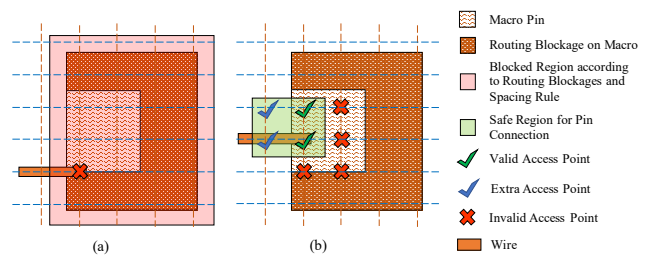 Macro Pin
Routing Blockage on Macro
Blocked Region according
to Routing Blockages and
Spacing Rule
Safe Region for Pin
Connection
Valid Access Point
Extra Access Point
Invalid Access Point
Wire
(a)
(b)